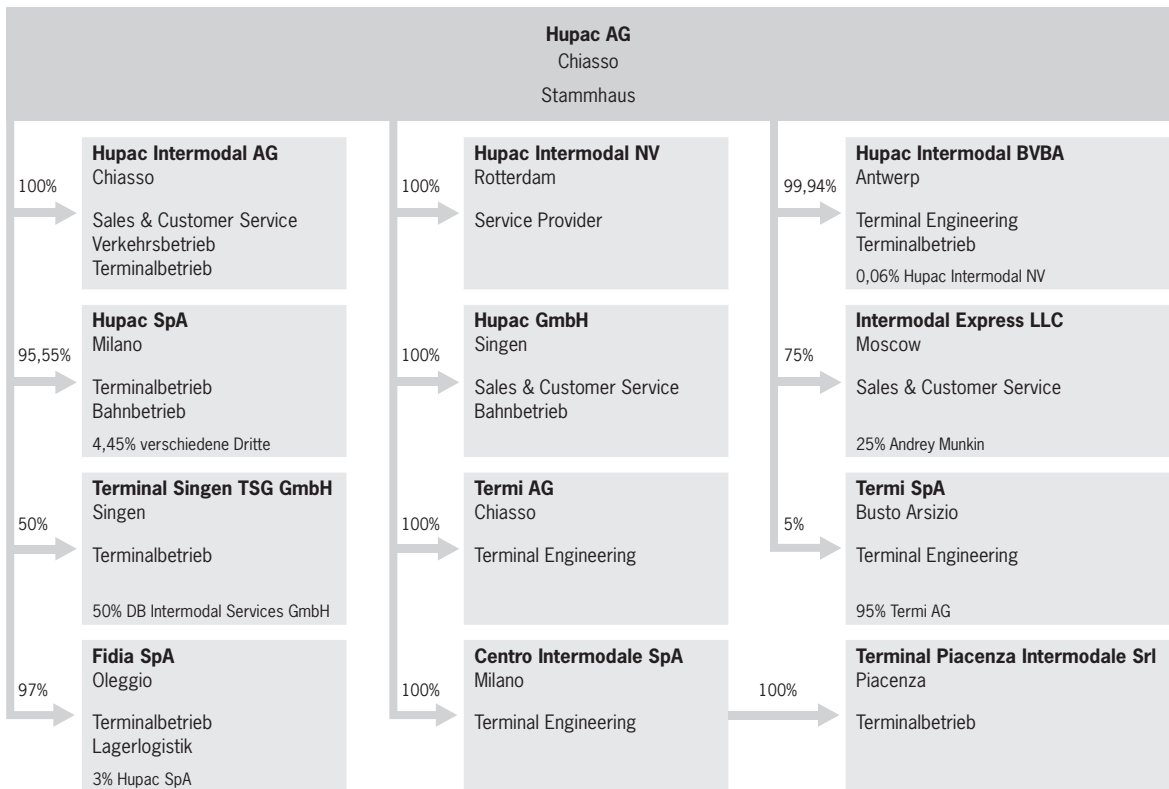 Hupac AG
Chiasso
Stammhaus
100%
Hupac Intermodal AG
Chiasso
Sales & Customer Service
Verkehrsbetrieb
Terminalbetrieb
100%
Hupac Intermodal NV
Rotterdam
Service Provider
99,94%
Hupac Intermodal BVBA
Antwerp
Terminal Engineering
Terminalbetrieb
0,06% Hupac Intermodal NV
95,55%
Hupac SpA
Milano
Terminalbetrieb
Bahnbetrieb
4,45% verschiedene Dritte
100%
Hupac GmbH
Singen
Sales & Customer Service
Bahnbetrieb
75%
Intermodal Express LLC
Moscow
Sales & Customer Service
25% Andrey Munkin
50%
Terminal Singen TSG GmbH
Singen
Terminalbetrieb
50% DB Intermodal Services GmbH
100%
Termi AG
Chiasso
Terminal Engineering
5%
Termi SpA
Busto Arsizio
Terminal Engineering
95% Termi AG
97%
Fidia SpA
Oleggio
Terminalbetrieb
Lagerlogistik
3% Hupac SpA
100%
Centro Intermodale SpA
Milano
Terminal Engineering
100%
Terminal Piacenza Intermodale Srl
Piacenza
Terminalbetrieb